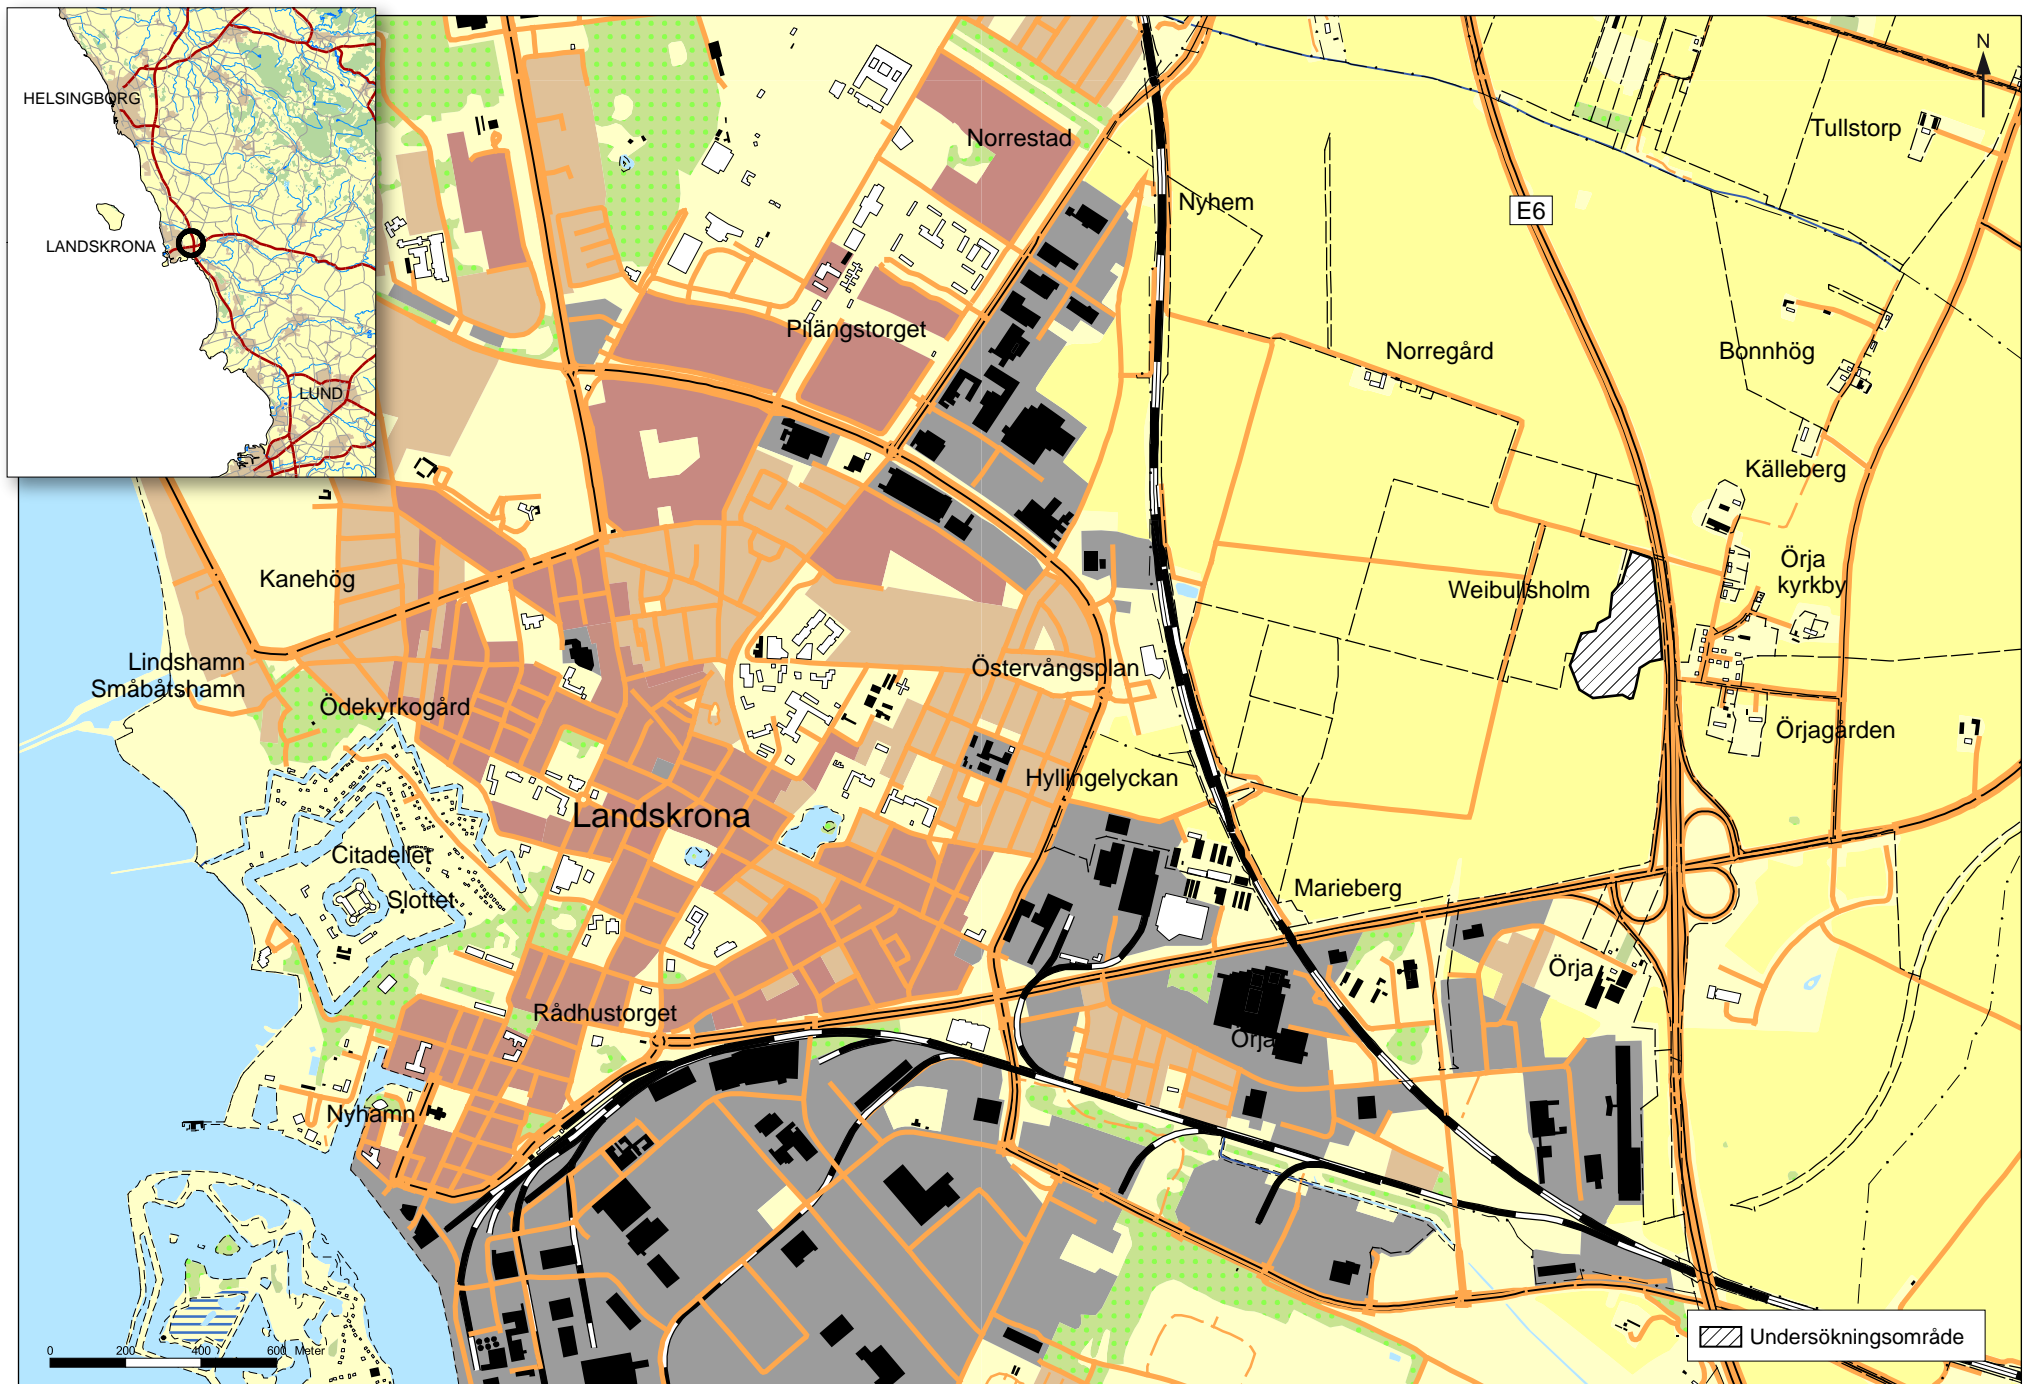 N
HELSINGBORG
LANDSKRONA
LUND
Norrestad
Tullstorp
Nyhem
E6
Pilängstorget
Norregård
Bonnhög
Källeberg
Kanehög
Weibullsholm
Örja
kyrkby
Lindshamn
Småbåtshamn
Östervångsplan
Ödekyrkogård
Örjagården
Hyllingelyckan
Landskrona
Citadellet
Slottet
Marieberg
Örja
Rådhustorget
Örja
Nyhamn
Undersökningsområde
0 200 400 600 Meter